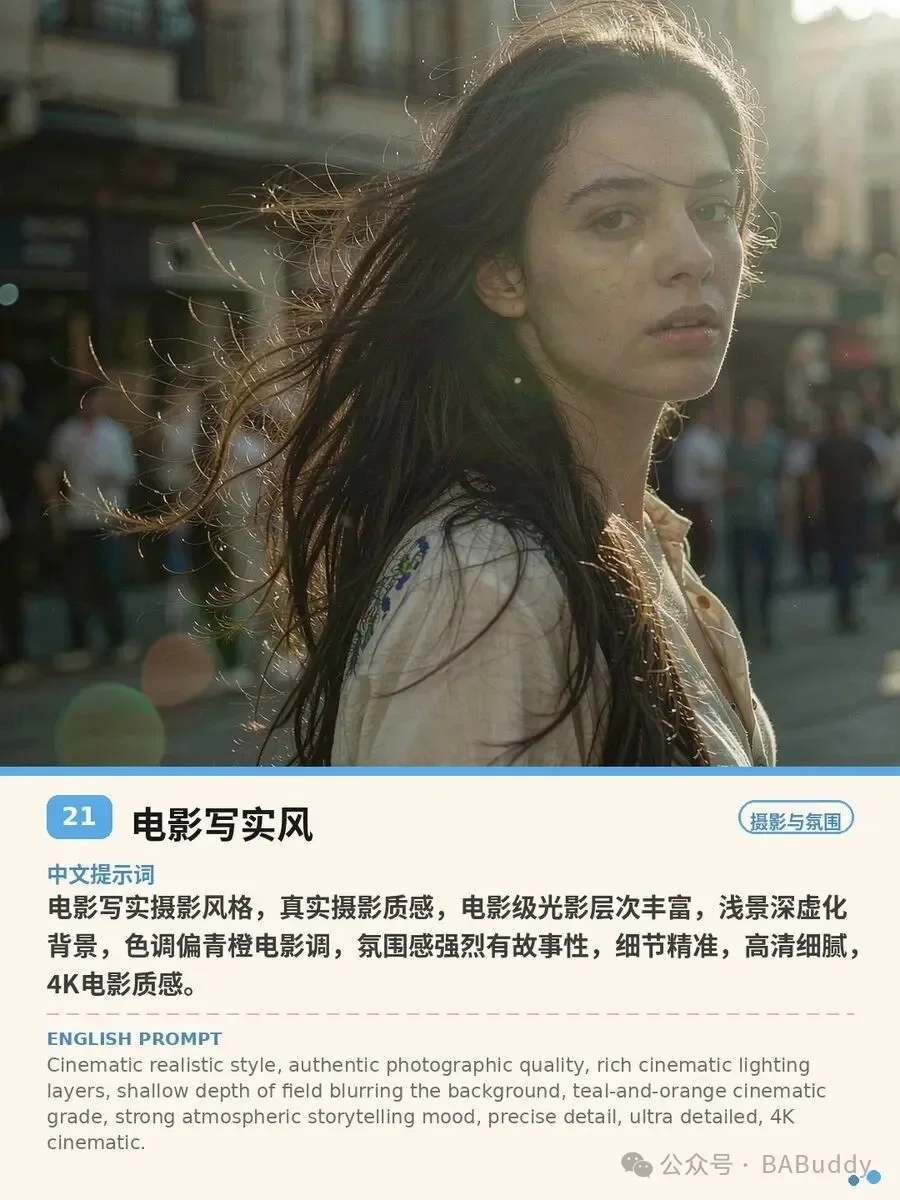 21
电影写实风
摄影与氛围
中文提示词
电影写实摄影风格，真实摄影质感，电影级光影层次丰富，浅景深虚化
背景，色调偏青橙电影调，氛围感强烈有故事性，细节精准，高清细腻，
4K电影质感。
ENGLISH PROMPT
Cinematic realistic style, authentic photographic quality, rich cinematic lighting
layers, shallow depth of field blurring the background, teal-and-orange cinematic
grade, strong atmospheric storytelling mood, precise detail, ultra detailed, 4K
cinematic.
公众号 · BABuddy